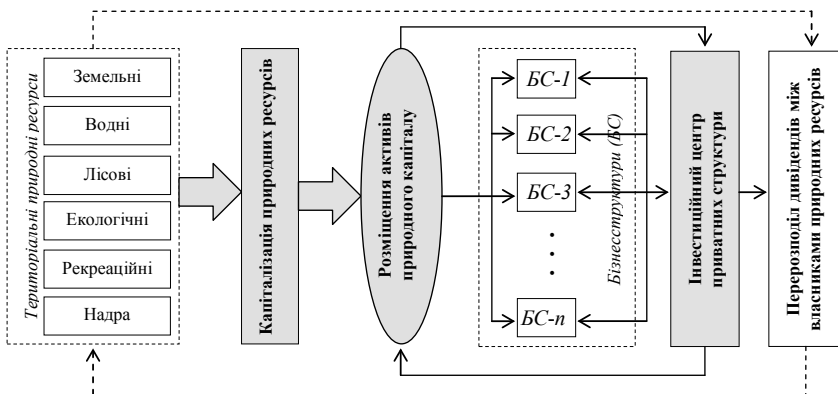 Територіальні природні ресурси
Земельні
Водні
Лісові
Екологічні
Рекреаційні
Надра
Капіталізація природних ресурсів
Розміщення активів
природного капіталу
БС-1
БС-2
БС-3
БС-n
Бізнесструктури (БС)
Інвестиційний центр
приватних структури
Перерозподіл дивідендів між
власниками природних ресурсів